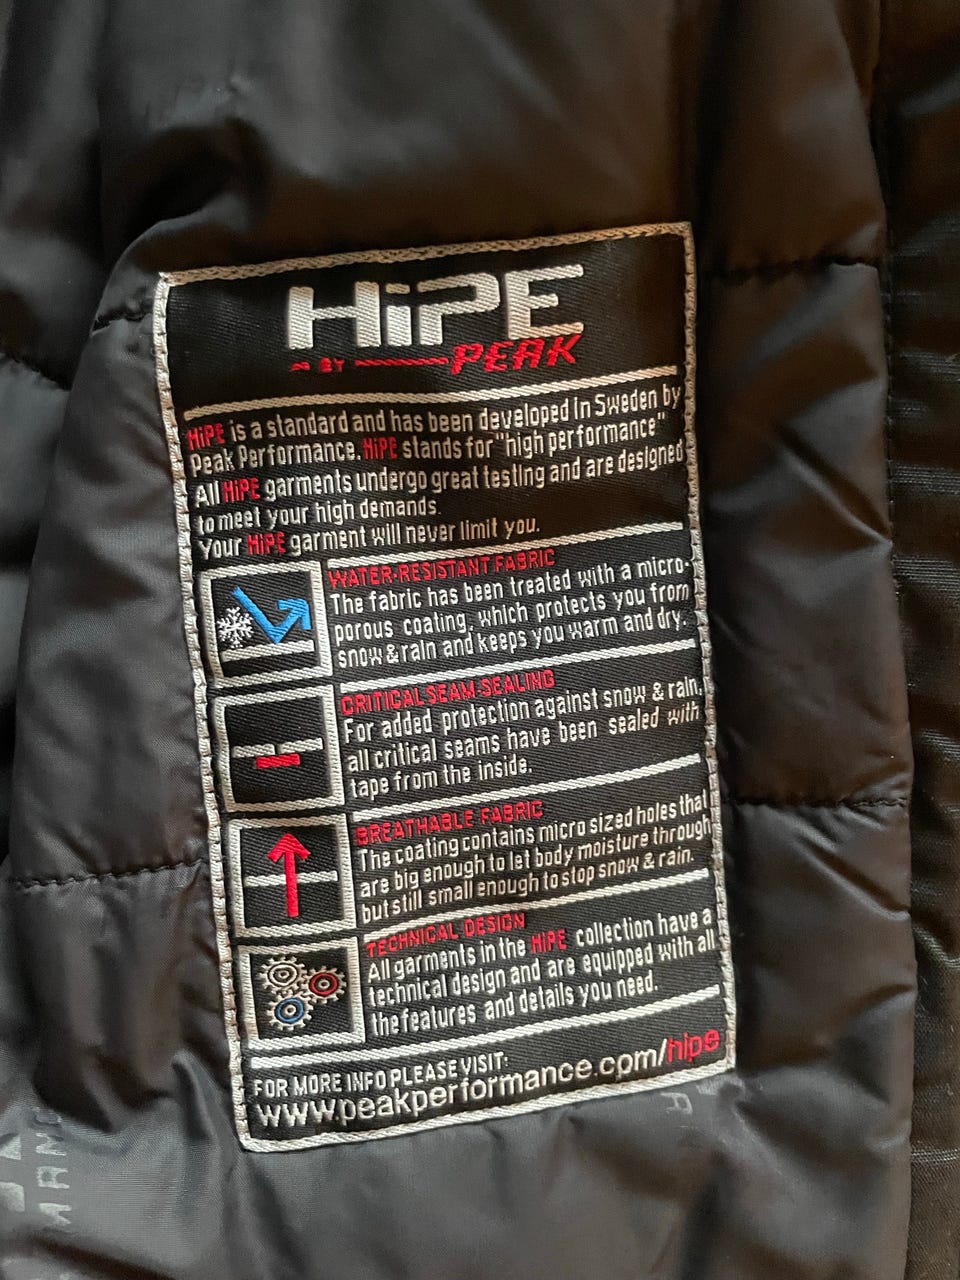 HiPE
BY PEAK
HiPE is a standard and has been developed in Sweden by
Peak Performance. HiPE stands for "high performance"
All HiPE garments undergo great testing and are designed
to meet your high demands.
Your HiPE garment will never limit you.
WATER-RESISTANT FABRIC
The fabric has been treated with a micro-
porous coating, which protects you from
snow & rain and keeps you warm and dry.
CRITICAL SEAM-SEALING
For added protection against snow & rain,
all critical seams have been sealed with
tape from the inside.
BREATHABLE FABRIC
The coating contains micro sized holes that
are big enough to let body moisture through
but still small enough to stop snow & rain.
TECHNICAL DESIGN
All garments in the HiPE collection have a
technical design and are equipped with all
the features and details you need.
FOR MORE INFO PLEASE VISIT:
www.peakperformance.com/hipe